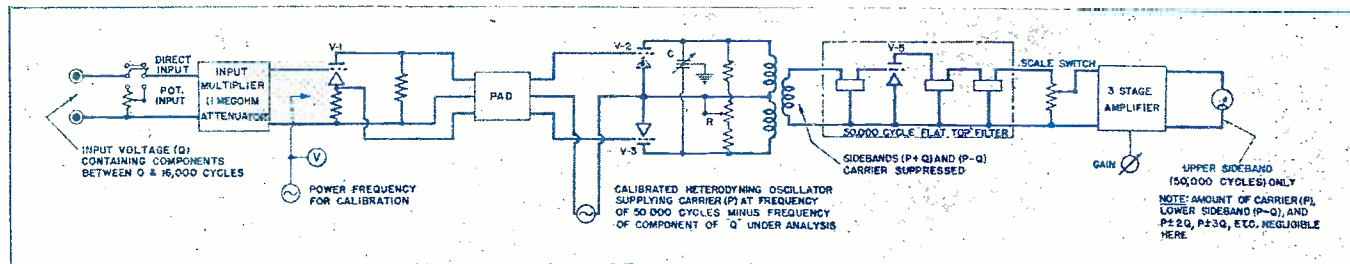 DIRECT
INPUT
POT.
INPUT
INPUT
MULTIPLIER
(1 MEGOHM
ATTENUATOR)
V-1
INPUT VOLTAGE (Q)
CONTAINING COMPONENTS
BETWEEN 0 & 16,000 CYCLES
V
POWER FREQUENCY
FOR CALIBRATION
PAD
V-2
V-3
C
R
CALIBRATED HETERODYNING OSCILLATOR
SUPPLYING CARRIER (P) AT FREQUENCY
OF 50 000 CYCLES MINUS FREQUENCY
OF COMPONENT OF "Q" UNDER ANALYSIS
V-5
50,000 CYCLE FLAT TOP FILTER
SIDEBANDS (P+Q) AND (P-Q)
CARRIER SUPPRESSED
SCALE SWITCH
3 STAGE
AMPLIFIER
GAIN
UPPER SIDEBAND
(50,000 CYCLES) ONLY
NOTE: AMOUNT OF CARRIER (P),
LOWER SIDEBAND (P-Q), AND
P±2Q, P±3Q, ETC. NEGLIGIBLE
HERE